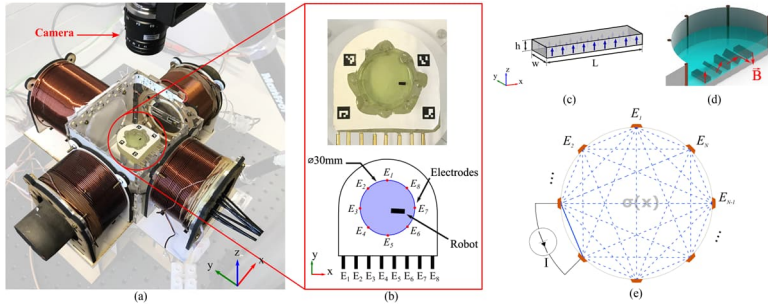 Camera
z
y
x
(a)
⌀30mm
Electrodes
E1
E2
E8
E3
E7
E4
E6
E5
Robot
E1 E2 E3 E4 E5 E6 E7 E8
y
x
(b)
h
w
L
z
y
x
(c)
B
(d)
E1
E2
EN
...
σ(x)
EN-1
...
I
(e)